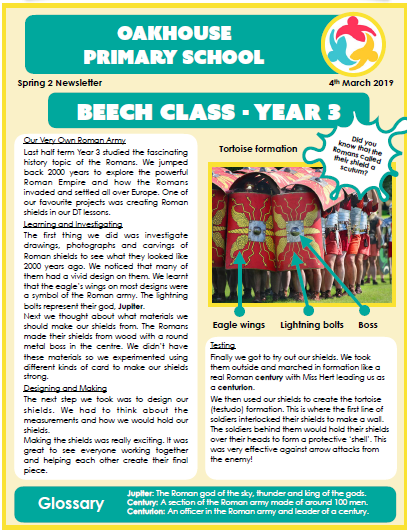 OAKHOUSE
PRIMARY SCHOOL
Spring 2 Newsletter
4th March 2019
BEECH CLASS - YEAR 3
Our Very Own Roman Army
Last half term Year 3 studied the fascinating
history topic of the Romans. We jumped
back 2000 years to explore the powerful
Roman Empire and how the Romans
invaded and settled all over Europe. One of
our favourite projects was creating Roman
shields in our DT lessons.
Learning and Investigating
The first thing we did was investigate
drawings, photographs and carvings of
Roman shields to see what they looked like
2000 years ago. We noticed that many of
them had a vivid design on them. We learnt
that the eagle's wings on most designs were
a symbol of the Roman army. The lightning
bolts represent their god, Jupiter.
Next we thought about what materials we
should make our shields from. The Romans
made their shields from wood with a round
metal boss in the centre. We didn't have
these materials so we experimented using
different kinds of card to make our shields
strong.
Designing and Making
The next step we took was to design our
shields. We had to think about the
measurements and how we would hold our
shields.
Making the shields was really exciting. It was
great to see everyone working together
and helping each other create their final
piece.
Tortoise formation
Did you
know that the
Romans called
their shield a
scutum?
Eagle wings
Lightning bolts
Boss
Testing
Finally we got to try out our shields. We took
them outside and marched in formation like a
real Roman century with Miss Hert leading us as
a centurion.
We then used our shields to create the tortoise
(testudo) formation. This is where the first line of
soldiers interlocked their shields to make a wall.
The soldiers behind them would hold their shields
over their heads to form a protective 'shell'. This
was very effective against arrow attacks from
the enemy!
Glossary
Jupiter: The Roman god of the sky, thunder and king of the gods.
Century: A section of the Roman army made of around 100 men.
Centurion: An officer in the Roman army and leader of a century.